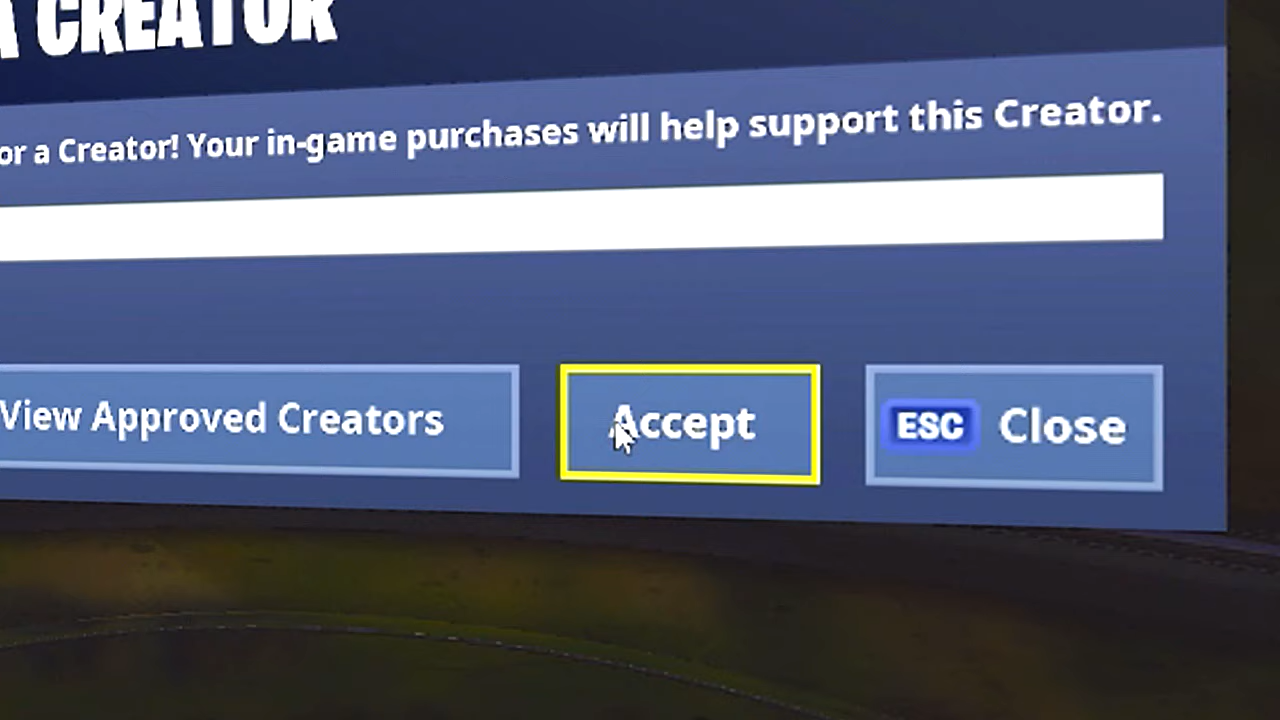 A CREATOR
or a Creator! Your in-game purchases will help support this Creator.
View Approved Creators
Accept
ESC Close